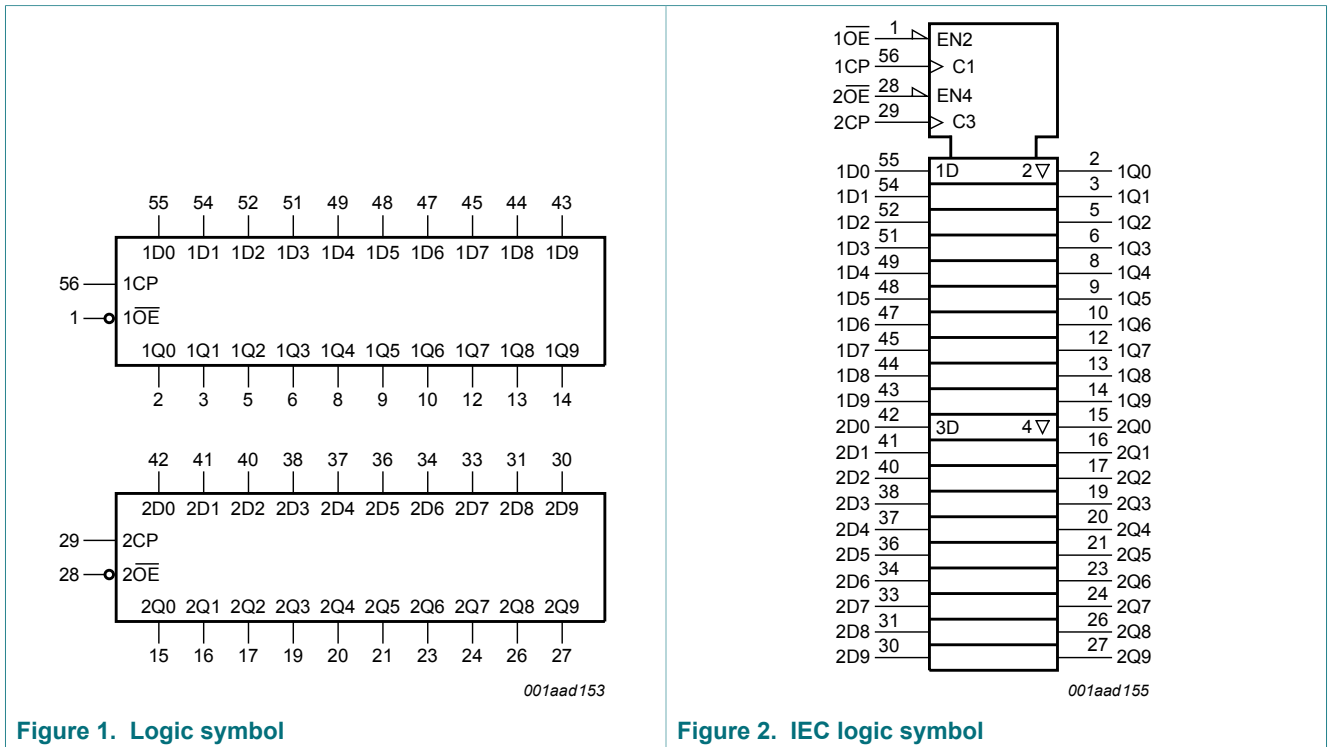 55 54 52 51 49 48 47 45 44 43
1D0 1D1 1D2 1D3 1D4 1D5 1D6 1D7 1D8 1D9
56 1CP
1 1O̅E̅
1Q0 1Q1 1Q2 1Q3 1Q4 1Q5 1Q6 1Q7 1Q8 1Q9
2 3 5 6 8 9 10 12 13 14
42 41 40 38 37 36 34 33 31 30
2D0 2D1 2D2 2D3 2D4 2D5 2D6 2D7 2D8 2D9
29 2CP
28 2O̅E̅
2Q0 2Q1 2Q2 2Q3 2Q4 2Q5 2Q6 2Q7 2Q8 2Q9
15 16 17 19 20 21 23 24 26 27
001aad153
Figure 1. Logic symbol
1O̅E̅ 1 EN2
1CP 56 C1
2O̅E̅ 28 EN4
2CP 29 C3
1D0 55 1D 2▽ 2 1Q0
1D1 54 3 1Q1
1D2 52 5 1Q2
1D3 51 6 1Q3
1D4 49 8 1Q4
1D5 48 9 1Q5
1D6 47 10 1Q6
1D7 45 12 1Q7
1D8 44 13 1Q8
1D9 43 14 1Q9
2D0 42 3D 4▽ 15 2Q0
2D1 41 16 2Q1
2D2 40 17 2Q2
2D3 38 19 2Q3
2D4 37 20 2Q4
2D5 36 21 2Q5
2D6 34 23 2Q6
2D7 33 24 2Q7
2D8 31 26 2Q8
2D9 30 27 2Q9
001aad155
Figure 2. IEC logic symbol